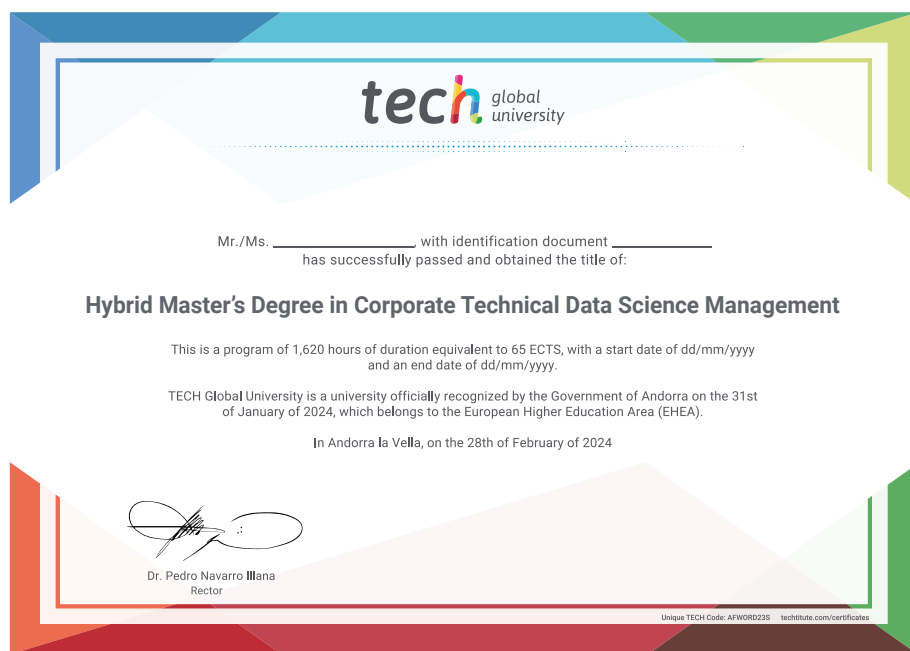 tech global
university
Mr./Ms. ____________, with identification document ____________
has successfully passed and obtained the title of:
Hybrid Master's Degree in Corporate Technical Data Science Management
This is a program of 1,620 hours of duration equivalent to 65 ECTS, with a start date of dd/mm/yyyy
and an end date of dd/mm/yyyy.
TECH Global University is a university officially recognized by the Government of Andorra on the 31st
of January of 2024, which belongs to the European Higher Education Area (EHEA).
In Andorra la Vella, on the 28th of February of 2024
Dr. Pedro Navarro Illana
Rector
Unique TECH Code: AFWORD23S techtitute.com/certificates